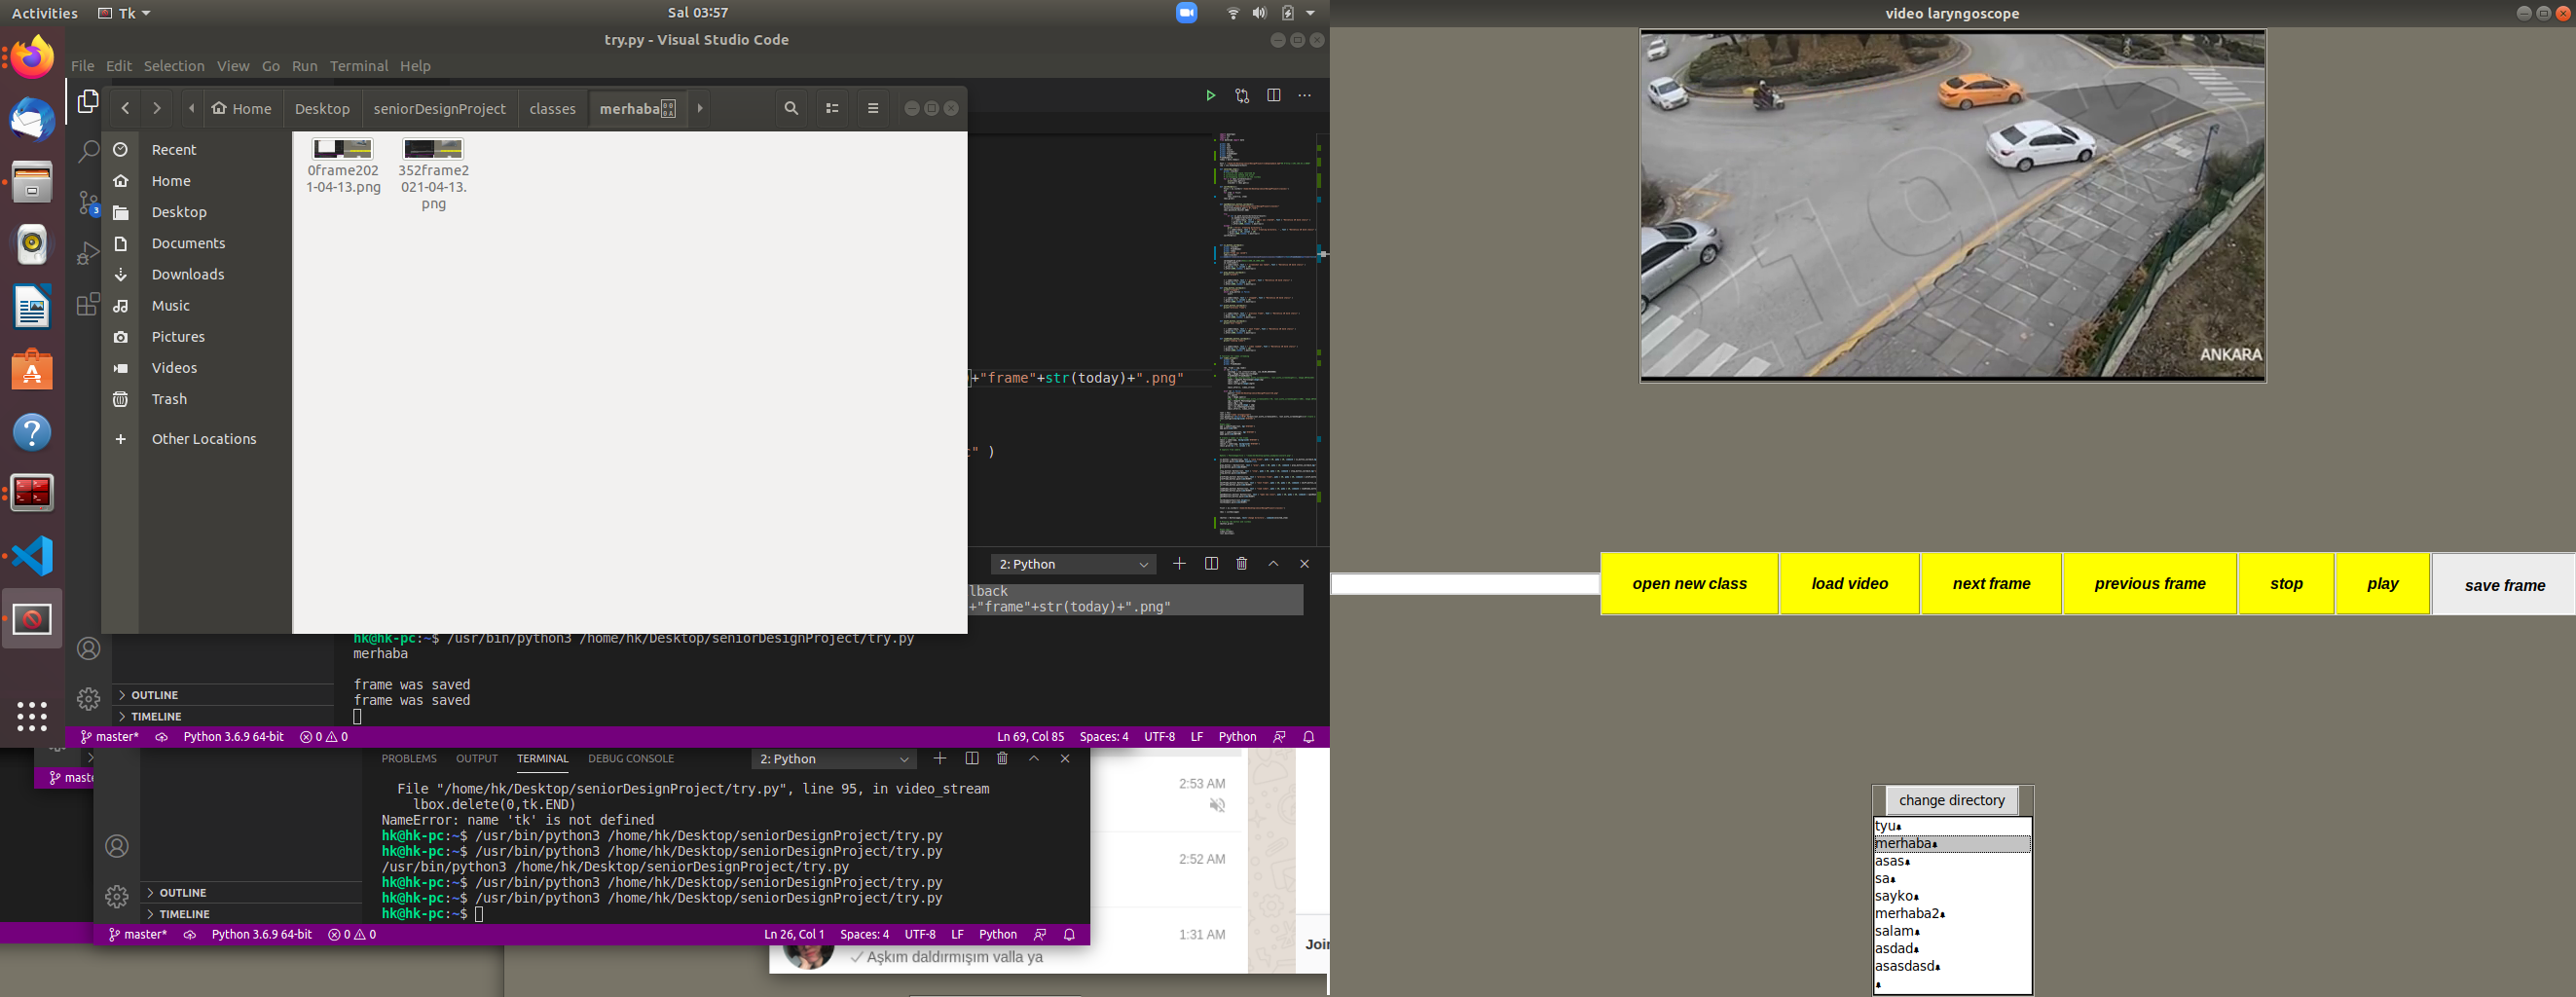 Activities
Tk
Sal 03:57
video laryngoscope
try.py - Visual Studio Code
File Edit Selection View Go Run Terminal Help
Home Desktop seniorDesignProject classes merhaba
Recent
Home
Desktop
Documents
Downloads
Music
Pictures
Videos
Trash
Other Locations
0frame202
1-04-13.png
352frame2
021-04-13.
png
3
+"frame"+str(today)+".png"
" )
2: Python
lback
+"frame"+str(today)+".png"
hk@hk-pc:~$ /usr/bin/python3 /home/hk/Desktop/seniorDesignProject/try.py
merhaba
frame was saved
frame was saved
OUTLINE
TIMELINE
master* Python 3.6.9 64-bit 0 0
Ln 69, Col 85 Spaces: 4 UTF-8 LF Python
PROBLEMS OUTPUT TERMINAL DEBUG CONSOLE 2: Python
File "/home/hk/Desktop/seniorDesignProject/try.py", line 95, in video_stream
lbox.delete(0,tk.END)
NameError: name 'tk' is not defined
hk@hk-pc:~$ /usr/bin/python3 /home/hk/Desktop/seniorDesignProject/try.py
hk@hk-pc:~$ /usr/bin/python3 /home/hk/Desktop/seniorDesignProject/try.py
/usr/bin/python3 /home/hk/Desktop/seniorDesignProject/try.py
hk@hk-pc:~$ /usr/bin/python3 /home/hk/Desktop/seniorDesignProject/try.py
hk@hk-pc:~$ /usr/bin/python3 /home/hk/Desktop/seniorDesignProject/try.py
hk@hk-pc:~$
OUTLINE
TIMELINE
mast
master* Python 3.6.9 64-bit 0 0
Ln 26, Col 1 Spaces: 4 UTF-8 LF Python
2:53 AM
2:52 AM
1:31 AM
Aşkım daldırmışım valla ya
Join
ANKARA
open new class
load video
next frame
previous frame
stop
play
save frame
change directory
tyu
merhaba
asas
sa
sayko
merhaba2
salam
asdad
asasdasd